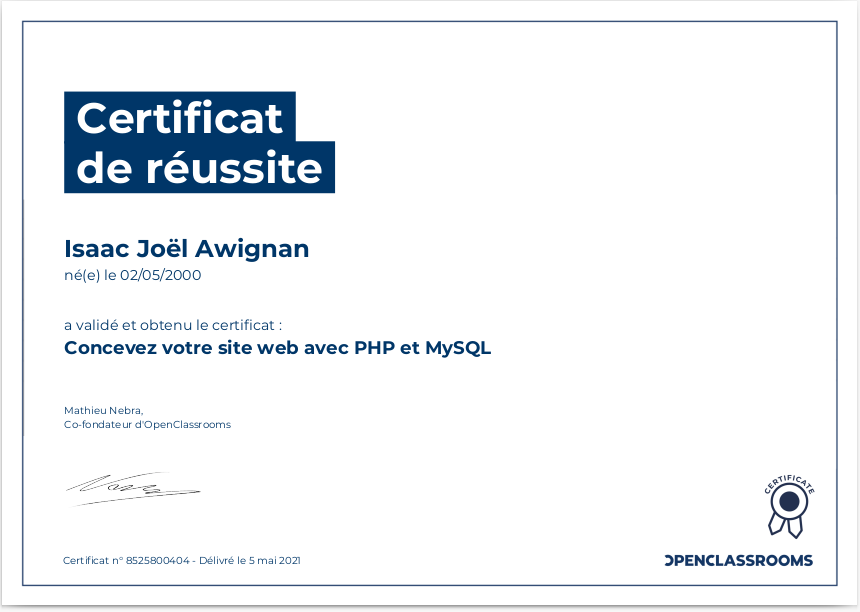 Certificat
de réussite
Isaac Joël Awignan
né(e) le 02/05/2000
a validé et obtenu le certificat :
Concevez votre site web avec PHP et MySQL
Mathieu Nebra,
Co-fondateur d'OpenClassrooms
CERTIFICATE
Certificat n° 8525800404 - Délivré le 5 mai 2021
OPENCLASSROOMS